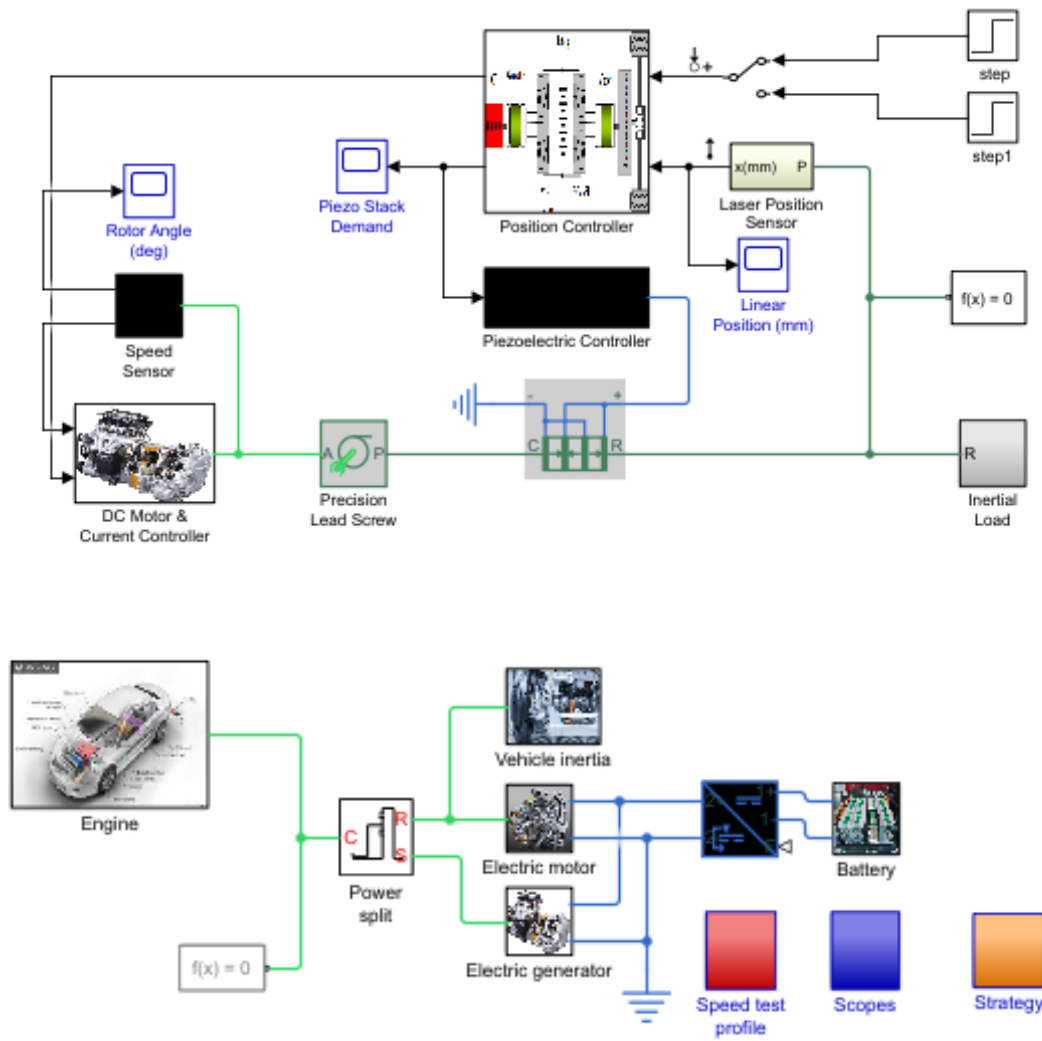 step
step1
x(mm) P
Laser Position
Sensor
Position Controller
Piezo Stack
Demand
Rotor Angle
(deg)
Linear
Position (mm)
f(x) = 0
Speed
Sensor
Piezoelectric Controller
- +
C R
A P
R
Precision
Lead Screw
DC Motor &
Current Controller
Inertial
Load
Engine
Vehicle inertia
C R
S
Power
split
Electric motor
Battery
f(x) = 0
Electric generator
Speed test
profile
Scopes
Strategy